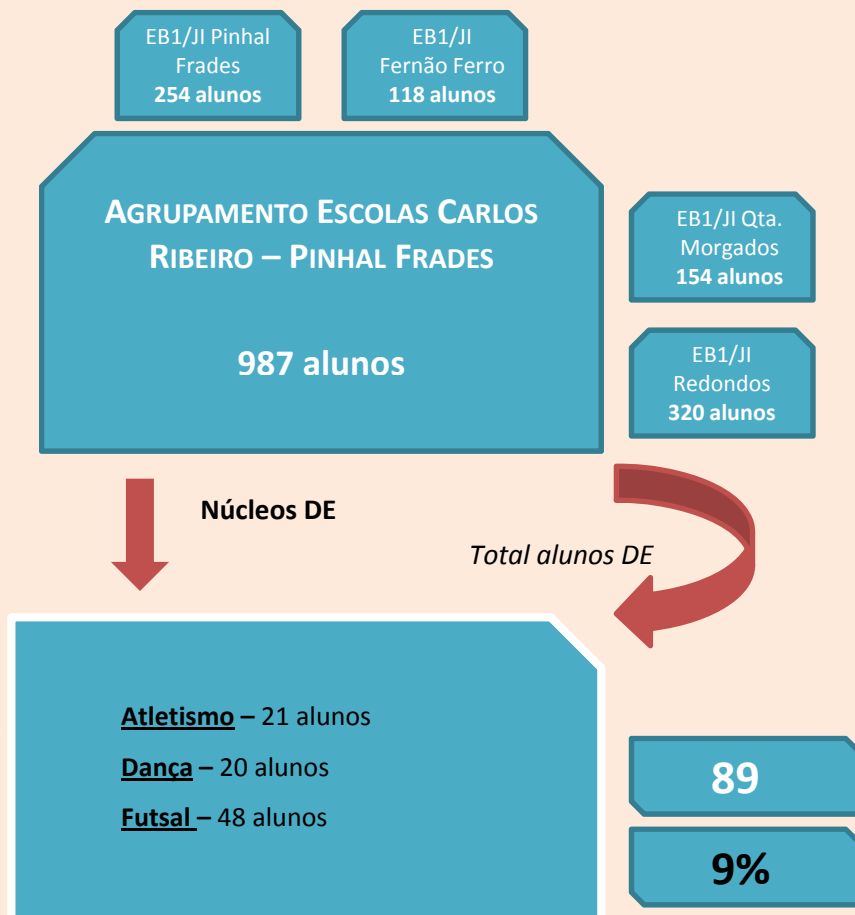 EB1/JI Pinhal
Frades
254 alunos
EB1/JI
Fernão Ferro
118 alunos
AGRUPAMENTO ESCOLAS CARLOS
RIBEIRO – PINHAL FRADES
987 alunos
EB1/JI Qta.
Morgados
154 alunos
EB1/JI
Redondos
320 alunos
Núcleos DE
Total alunos DE
Atletismo – 21 alunos
Dança – 20 alunos
Futsal – 48 alunos
89
9%